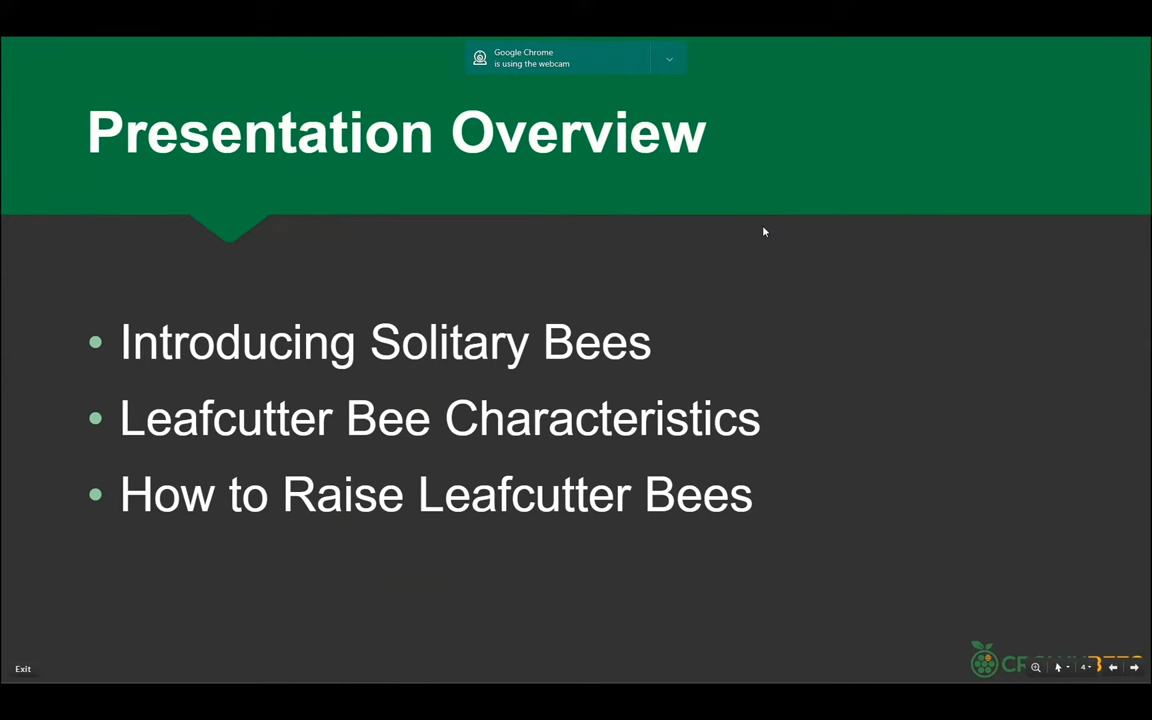 Google Chrome
is using the webcam
Presentation Overview
• Introducing Solitary Bees
• Leafcutter Bee Characteristics
• How to Raise Leafcutter Bees
Exit
4